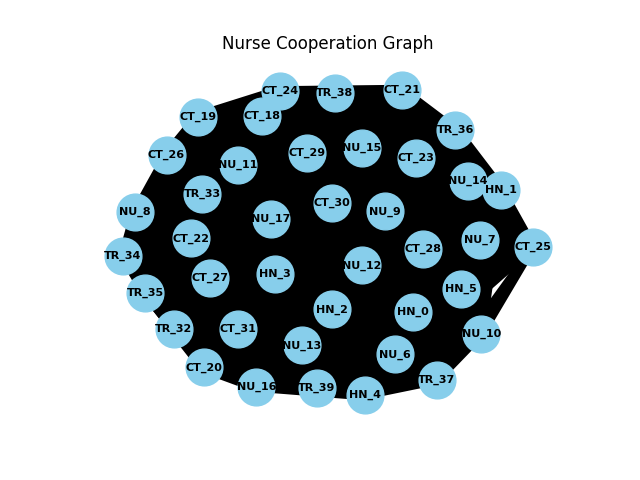 Nurse Cooperation Graph
CT_24
TR_38
CT_21
CT_19
CT_18
TR_36
CT_26
NU_11
CT_29
NU_15
CT_23
NU_14
HN_1
TR_33
NU_8
NU_17
CT_30
NU_9
CT_22
CT_28
NU_7
CT_25
TR_34
CT_27
HN_3
NU_12
TR_35
HN_5
HN_2
HN_0
TR_32
CT_31
NU_10
NU_13
NU_6
CT_20
NU_16
TR_39
HN_4
TR_37